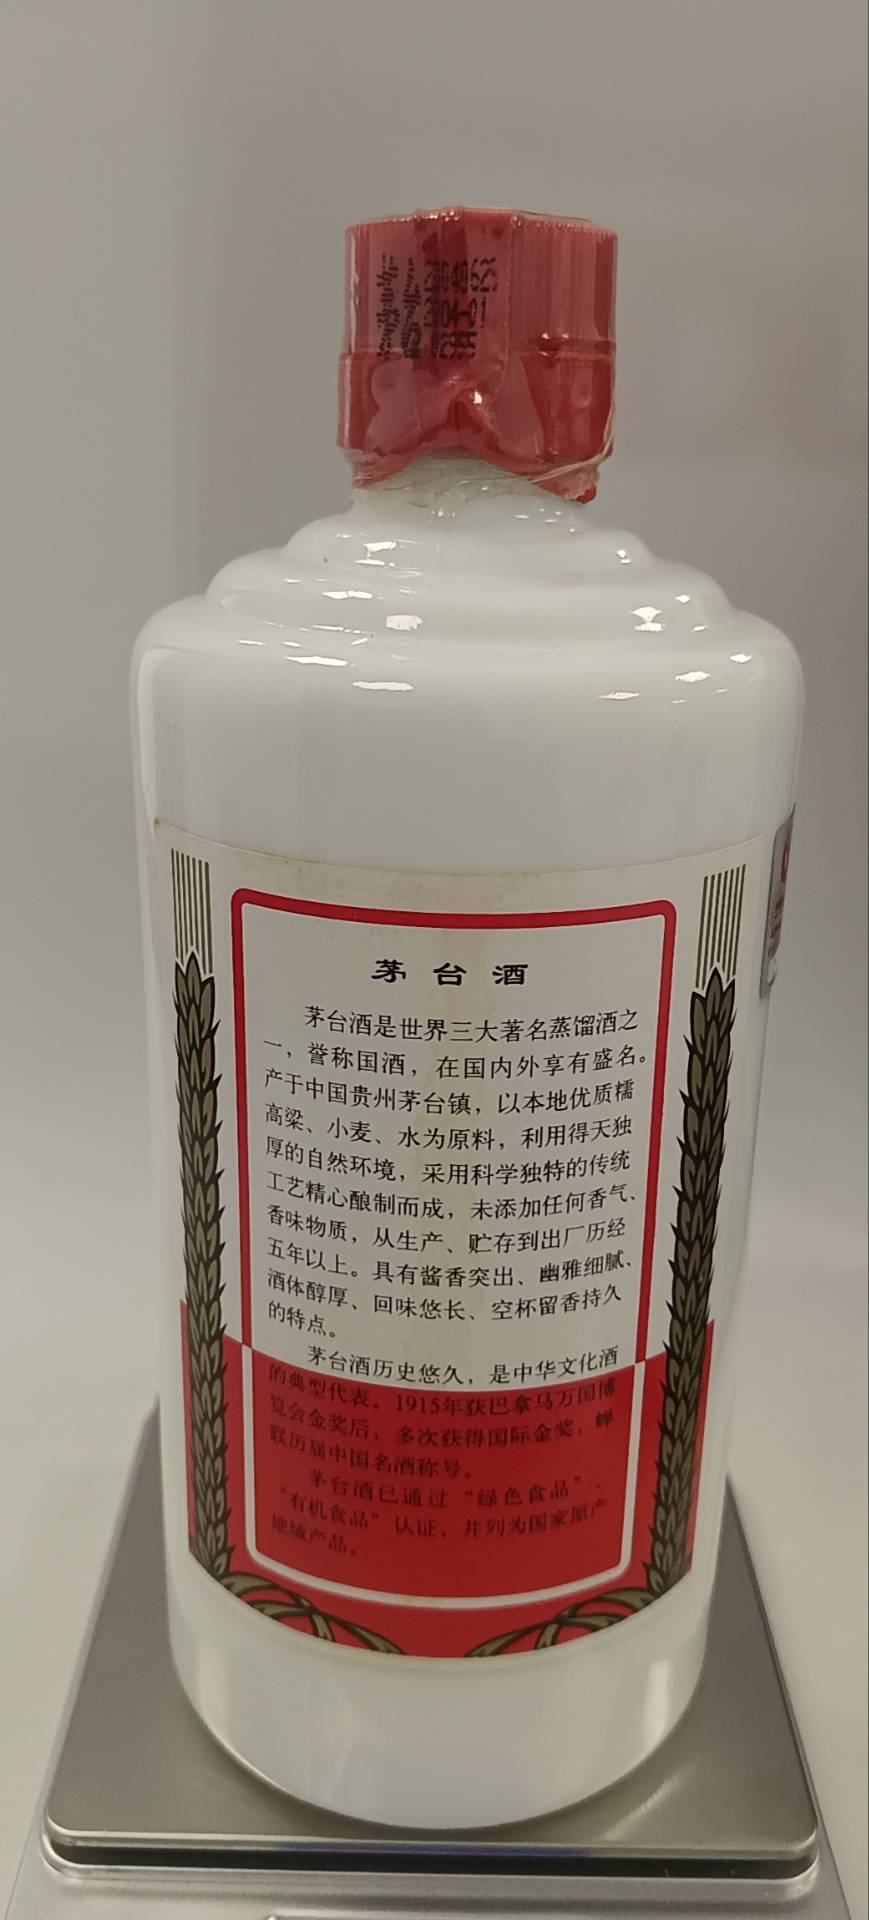 茅台酒
茅台酒是世界三大著名蒸馏酒之
一，誉称国酒，在国内外享有盛名。
产于中国贵州茅台镇，以本地优质糯
高粱、小麦、水为原料，利用得天独
厚的自然环境，采用科学独特的传统
工艺精心酿制而成，未添加任何香气、
香味物质，从生产、贮存到出厂历经
五年以上。具有酱香突出、幽雅细腻、
酒体醇厚、回味悠长、空杯留香持久
的特点。
茅台酒历史悠久，是中华文化酒
的典型代表。1915年获巴拿马万国博
览会金奖后，多次获得国际金奖，蝉
联历届中国名酒称号。
茅台酒已通过“绿色食品”、
“有机食品”认证，并列为国家原产
地域产品。